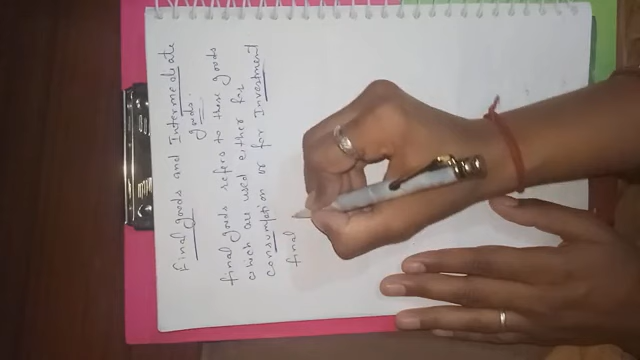 Final goods and Intermediate
goods.
final goods refers to those goods
which are used either for
consumption or for Investment
final